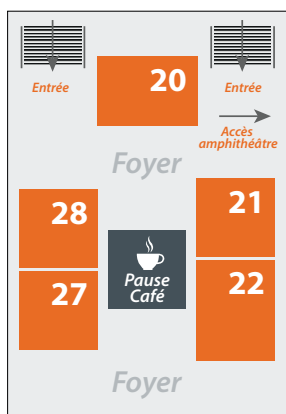 Entrée
20
Entrée
Accès
amphithéâtre
Foyer
28
21
Pause
Café
27
22
Foyer